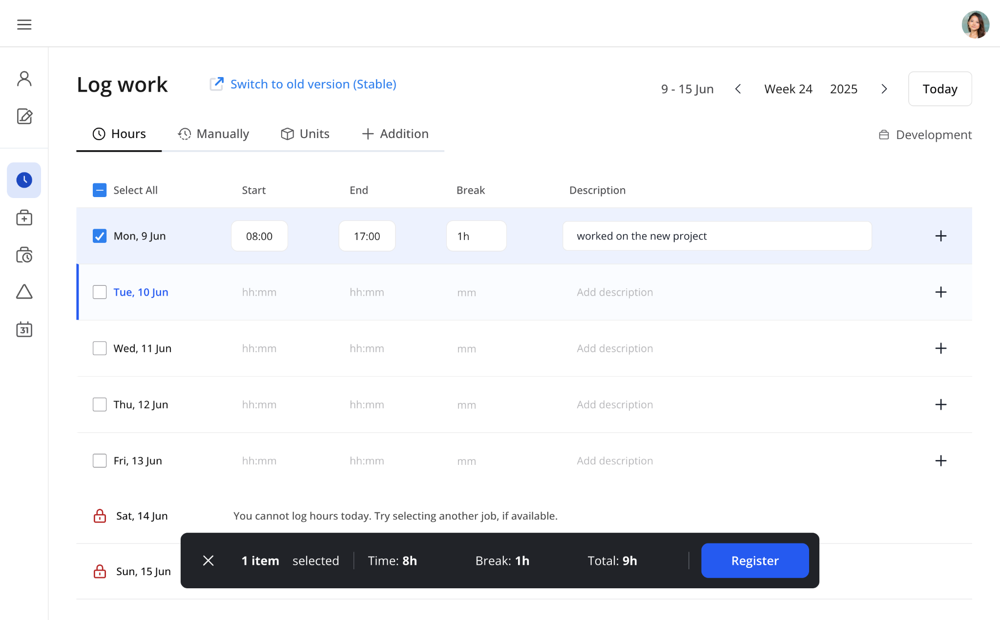 Log work
Switch to old version (Stable)
9 - 15 Jun
Week 24
2025
Today
Hours
Manually
Units
Addition
Development
Select All
Start
End
Break
Description
Mon, 9 Jun
08:00
17:00
1h
worked on the new project
Tue, 10 Jun
hh:mm
hh:mm
mm
Add description
Wed, 11 Jun
hh:mm
hh:mm
mm
Add description
Thu, 12 Jun
hh:mm
hh:mm
mm
Add description
Fri, 13 Jun
hh:mm
hh:mm
mm
Add description
31
Sat, 14 Jun
You cannot log hours today. Try selecting another job, if available.
Sun, 15 Jun
1 item selected
Time: 8h
Break: 1h
Total: 9h
Register